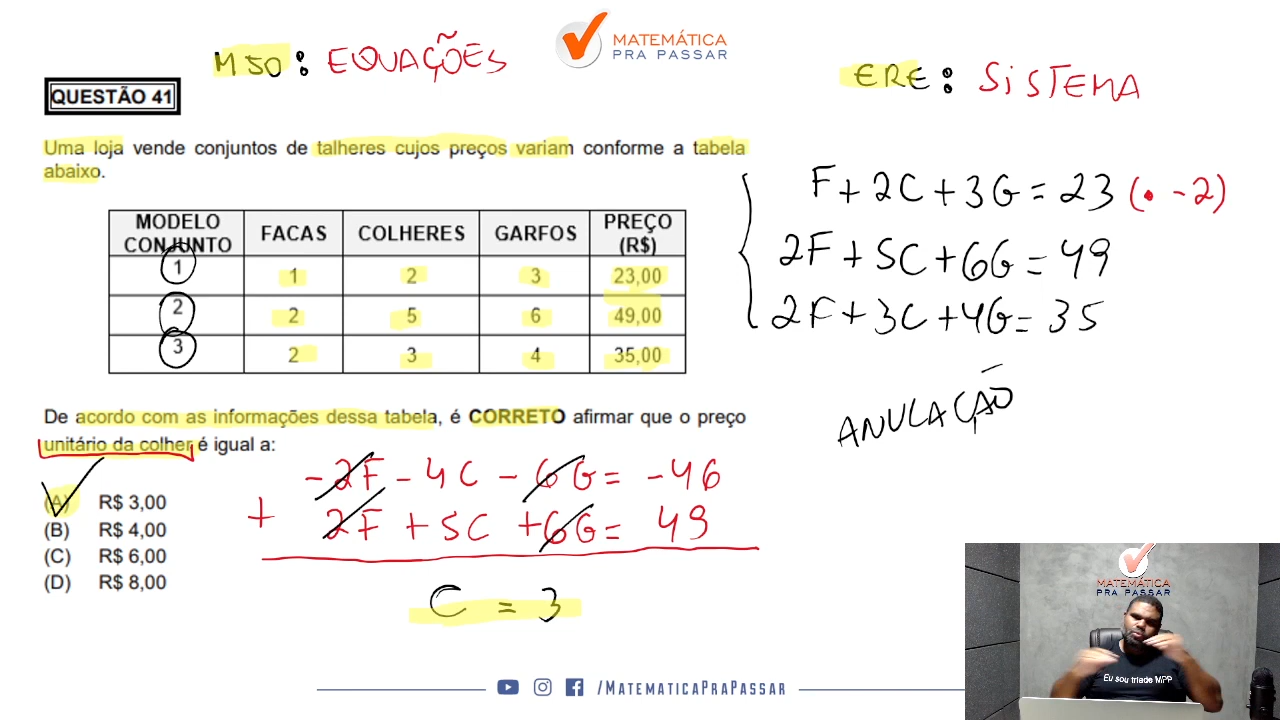 MATEMÁTICA
PRA PASSAR
M50: EQUAÇÕES
ERE: SISTEMA
QUESTÃO 41
Uma loja vende conjuntos de talheres cujos preços variam conforme a tabela
abaixo.
MODELO CONJUNTO FACAS COLHERES GARFOS PREÇO (R$)
1 1 2 3 23,00
2 2 5 6 49,00
3 2 3 4 35,00
F+2C+3G=23 (· -2)
2F+5C+6G=49
2F+3C+4G=35
ANULAÇÃO
De acordo com as informações dessa tabela, é CORRETO afirmar que o preço
unitário da colher é igual a:
(A) R$ 3,00
(B) R$ 4,00
(C) R$ 6,00
(D) R$ 8,00
-2F-4C-6G=-46
+ 2F+5C+6G=49
C = 3
MATEMÁTICA
PRA PASSAR
Eu sou tríade MPP
/MATEMATICAPRAPASSAR